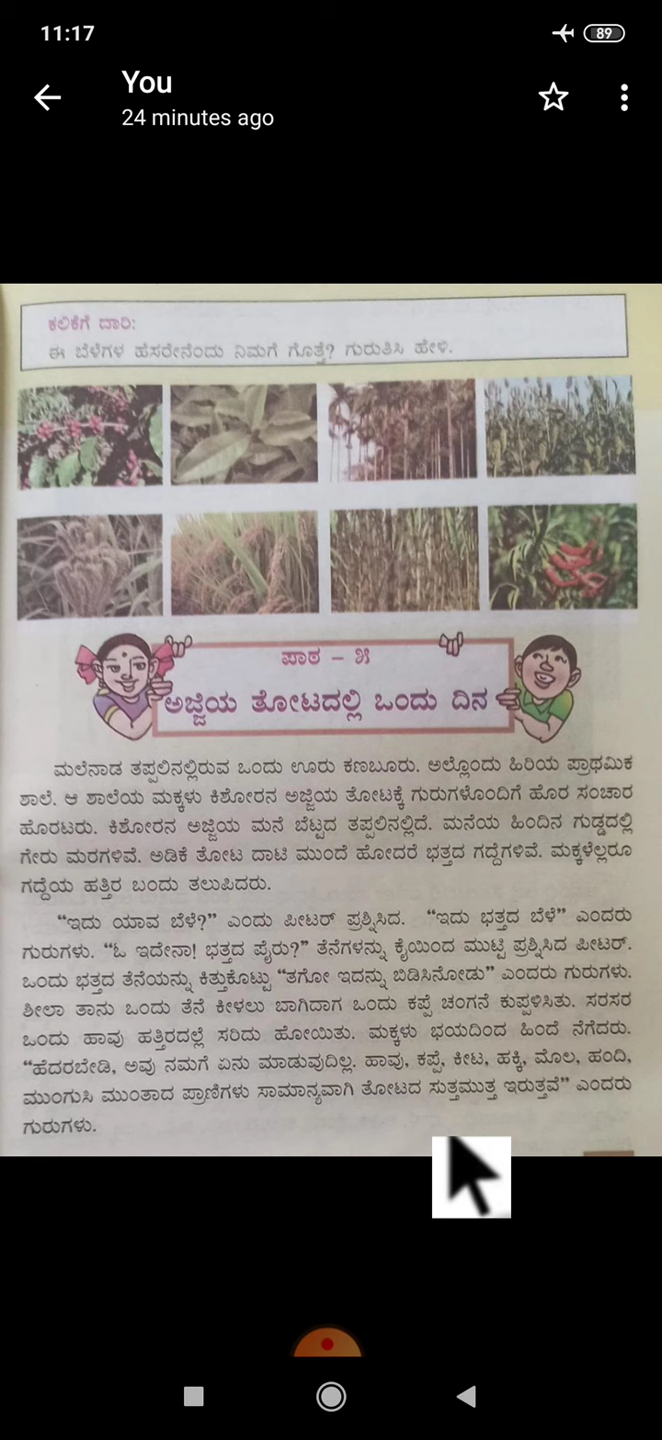 11:17
89
You
24 minutes ago
ಕಲಿಕೆಗೆ ದಾರಿ:
ಈ ಬೆಳೆಗಳ ಹೆಸರೇನೆಂದು ನಿಮಗೆ ಗೊತ್ತೆ? ಗುರುತಿಸಿ ಹೇಳಿ.
ಪಾಠ – ೫
ಅಜ್ಜಿಯ ತೋಟದಲ್ಲಿ ಒಂದು ದಿನ
ಮಲೆನಾಡ ತಪ್ಪಲಿನಲ್ಲಿರುವ ಒಂದು ಊರು ಕಣಬೂರು. ಅಲ್ಲೊಂದು ಹಿರಿಯ ಪ್ರಾಥಮಿಕ
ಶಾಲೆ. ಆ ಶಾಲೆಯ ಮಕ್ಕಳು ಕಿಶೋರನ ಅಜ್ಜಿಯ ತೋಟಕ್ಕೆ ಗುರುಗಳೊಂದಿಗೆ ಹೊರ ಸಂಚಾರ
ಹೊರಟರು. ಕಿಶೋರನ ಅಜ್ಜಿಯ ಮನೆ ಬೆಟ್ಟದ ತಪ್ಪಲಿನಲ್ಲಿದೆ. ಮನೆಯ ಹಿಂದಿನ ಗುಡ್ಡದಲ್ಲಿ
ಗೇರು ಮರಗಳಿವೆ. ಅಡಿಕೆ ತೋಟ ದಾಟಿ ಮುಂದೆ ಹೋದರೆ ಭತ್ತದ ಗದ್ದೆಗಳಿವೆ. ಮಕ್ಕಳೆಲ್ಲರೂ
ಗದ್ದೆಯ ಹತ್ತಿರ ಬಂದು ತಲುಪಿದರು.
“ಇದು ಯಾವ ಬೆಳೆ?” ಎಂದು ಪೀಟರ್ ಪ್ರಶ್ನಿಸಿದ. “ಇದು ಭತ್ತದ ಬೆಳೆ” ಎಂದರು
ಗುರುಗಳು. “ಓ ಇದೇನಾ! ಭತ್ತದ ಪೈರು?” ತೆನೆಗಳನ್ನು ಕೈಯಿಂದ ಮುಟ್ಟಿ ಪ್ರಶ್ನಿಸಿದ ಪೀಟರ್.
ಒಂದು ಭತ್ತದ ತೆನೆಯನ್ನು ಕಿತ್ತುಕೊಟ್ಟು “ತಗೋ ಇದನ್ನು ಬಿಡಿಸಿನೋಡು” ಎಂದರು ಗುರುಗಳು.
ಶೀಲಾ ತಾನು ಒಂದು ತೆನೆ ಕೀಳಲು ಬಾಗಿದಾಗ ಒಂದು ಕಪ್ಪೆ ಚಂಗನೆ ಕುಪ್ಪಳಿಸಿತು. ಸರಸರ
ಒಂದು ಹಾವು ಹತ್ತಿರದಲ್ಲೆ ಸರಿದು ಹೋಯಿತು. ಮಕ್ಕಳು ಭಯದಿಂದ ಹಿಂದೆ ನೆಗೆದರು.
“ಹೆದರಬೇಡಿ, ಅವು ನಮಗೆ ಏನು ಮಾಡುವುದಿಲ್ಲ. ಹಾವು, ಕಪ್ಪೆ, ಕೀಟ, ಹಕ್ಕಿ, ಮೊಲ, ಹಂದಿ,
ಮುಂಗುಸಿ ಮುಂತಾದ ಪ್ರಾಣಿಗಳು ಸಾಮಾನ್ಯವಾಗಿ ತೋಟದ ಸುತ್ತಮುತ್ತ ಇರುತ್ತವೆ” ಎಂದರು
ಗುರುಗಳು.